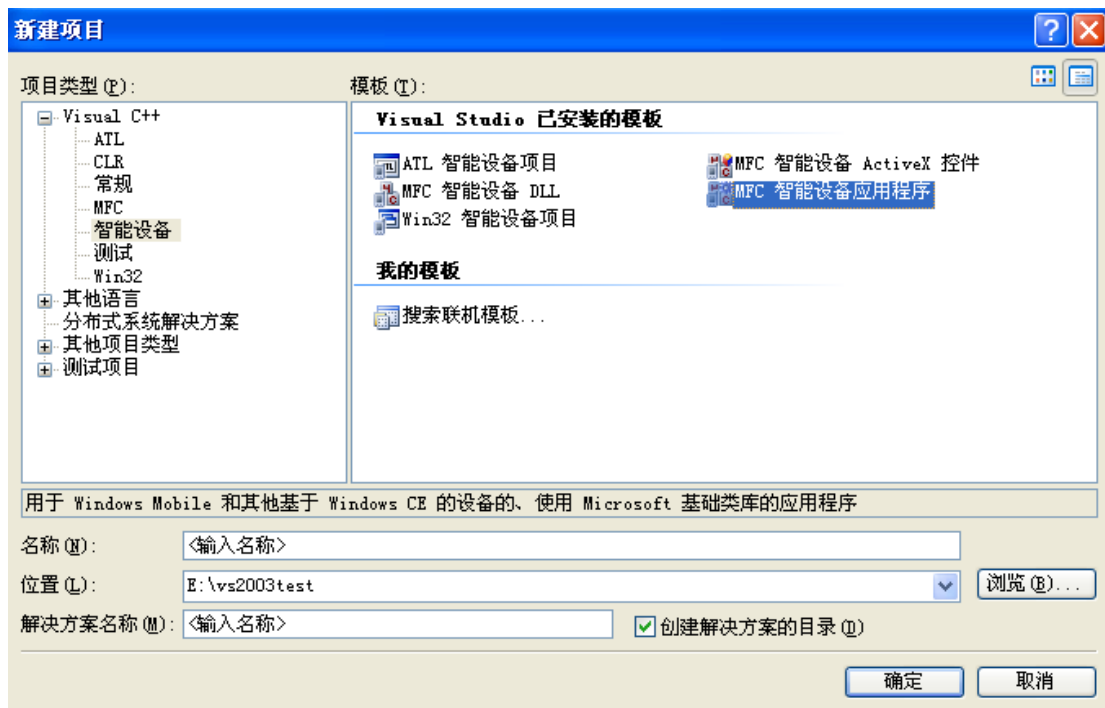 新建项目
项目类型(P):
模板(T):
Visual C++
ATL
CLR
常规
MFC
智能设备
测试
Win32
其他语言
分布式系统解决方案
其他项目类型
测试项目
Visual Studio 已安装的模板
ATL 智能设备项目
MFC 智能设备 ActiveX 控件
MFC 智能设备 DLL
MFC 智能设备应用程序
Win32 智能设备项目
我的模板
搜索联机模板...
用于 Windows Mobile 和其他基于 Windows CE 的设备的、使用 Microsoft 基础类库的应用程序
名称(N):
<输入名称>
位置(L):
E:\vs2003test
浏览(B)...
解决方案名称(M):
<输入名称>
创建解决方案的目录(D)
确定
取消